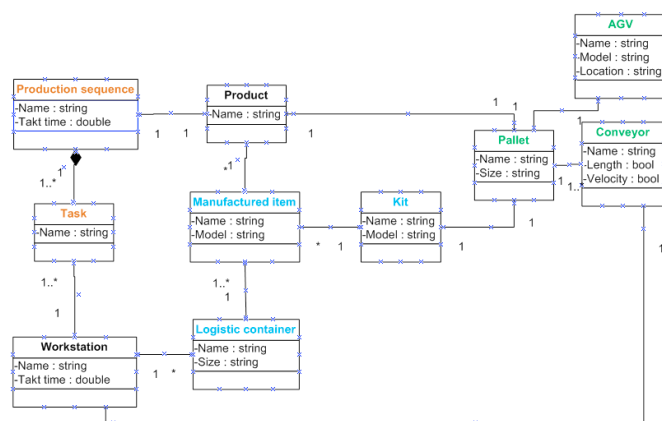 AGV
-Name : string
-Model : string
-Location : string
Production sequence
-Name : string
-Takt time : double
Product
-Name : string
1
1
1
1
1
1
Conveyor
-Name : string
-Length : bool
-Velocity : bool
Pallet
-Name : string
-Size : string
1
1..*
1
1..*
*
1
Task
-Name : string
Manufactured item
-Name : string
-Model : string
Kit
-Name : string
-Model : string
1
*
1
1
1
1..*
1
1..*
1
Workstation
-Name : string
-Takt time : double
Logistic container
-Name : string
-Size : string
1
*